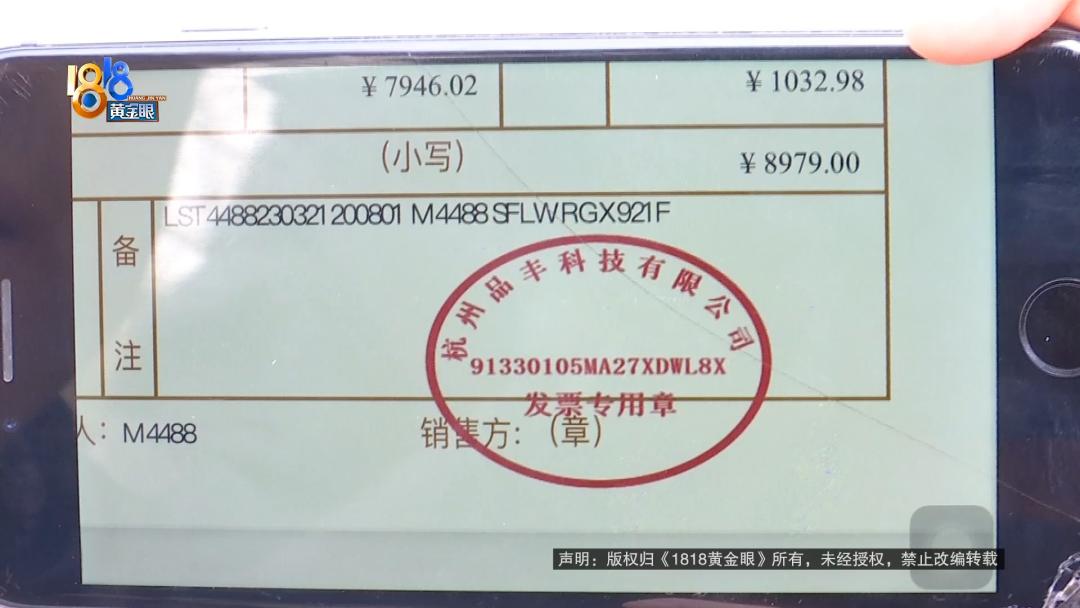 1818
HUANG JIN YAN
黄金眼
¥ 7946.02
¥ 1032.98
(小写)
¥ 8979.00
备注
LST4488230321200801 M4488 SFLWRGX921F
杭州品丰科技有限公司
91330105MA27XDWL8X
发票专用章
人: M4488
销售方: (章)
声明：版权归《1818黄金眼》所有，未经授权，禁止改编转载